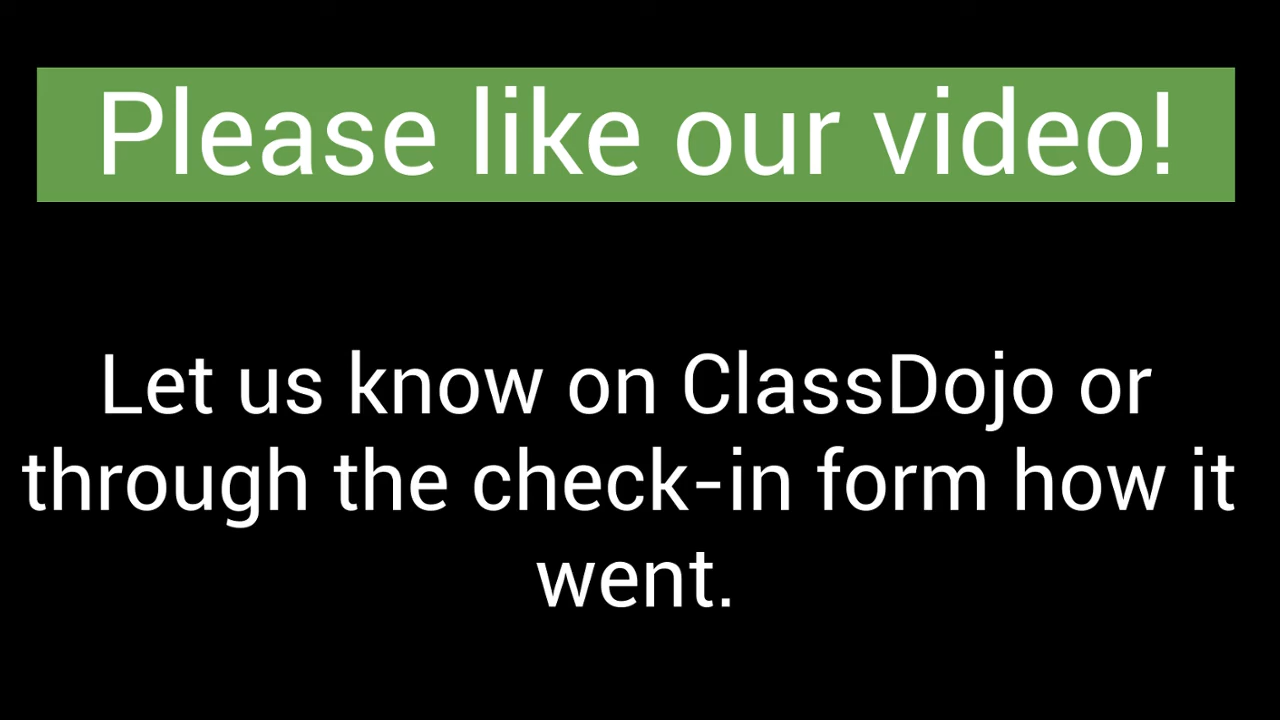 Please like our video!
Let us know on ClassDojo or
through the check-in form how it
went.